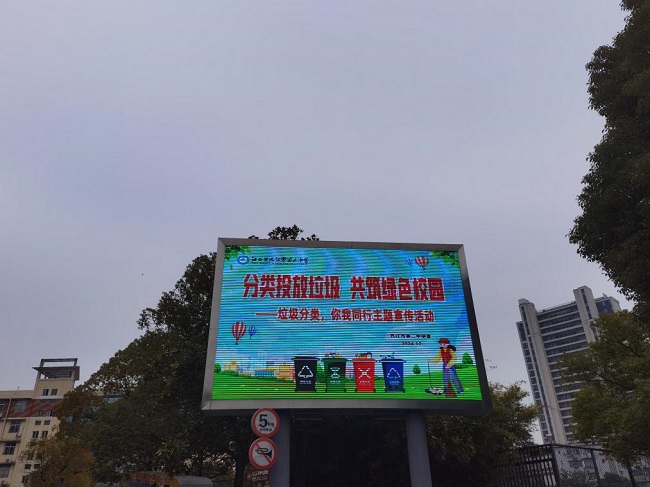 分类投放垃圾 共筑绿色校园
——垃圾分类，你我同行主题宣传活动
5